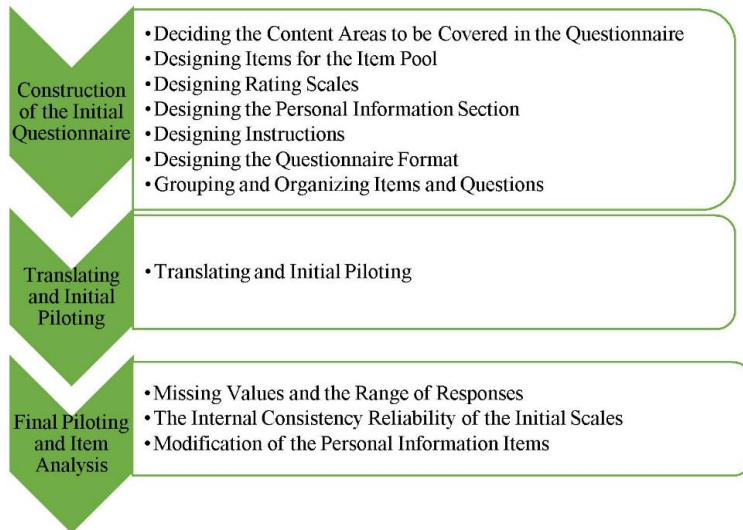 Construction
of the Initial
Questionnaire
•Deciding the Content Areas to be Covered in the Questionnaire
•Designing Items for the Item Pool
•Designing Rating Scales
•Designing the Personal Information Section
•Designing Instructions
•Designing the Questionnaire Format
•Grouping and Organizing Items and Questions
Translating
and Initial
Piloting
•Translating and Initial Piloting
Final Piloting
and Item
Analysis
•Missing Values and the Range of Responses
•The Internal Consistency Reliability of the Initial Scales
•Modification of the Personal Information Items